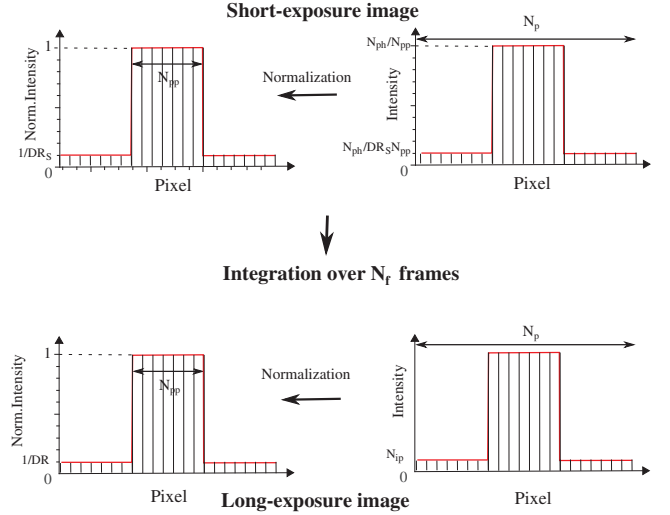 Short-exposure image
1
Norm.Intensity
N_pp
1/DR_S
0
Pixel
Normalization
N_p
N_ph/N_pp
Intensity
N_ph/DR_S N_pp
0
Pixel
Integration over N_f frames
1
Norm.Intensity
N_pp
1/DR
0
Pixel
Normalization
N_p
Intensity
N_ip
0
Pixel
Long-exposure image